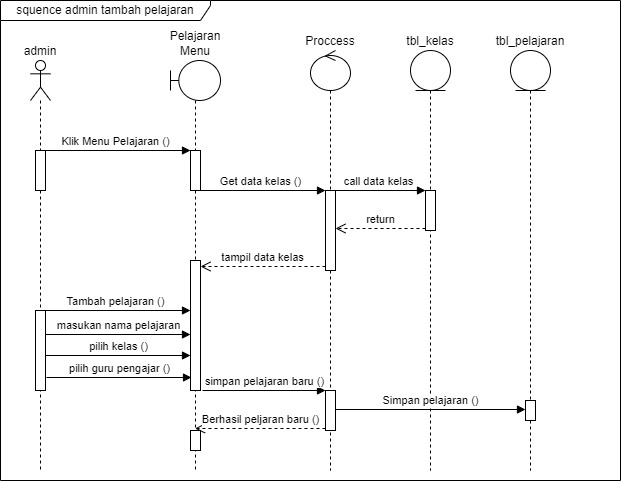 squence admin tambah pelajaran
admin
Pelajaran
Menu
Proccess
tbl_kelas
tbl_pelajaran
Klik Menu Pelajaran ()
Get data kelas ()
call data kelas
return
tampil data kelas
Tambah pelajaran ()
masukan nama pelajaran
pilih kelas ()
pilih guru pengajar ()
simpan pelajaran baru ()
Simpan pelajaran ()
Berhasil peljaran baru ()